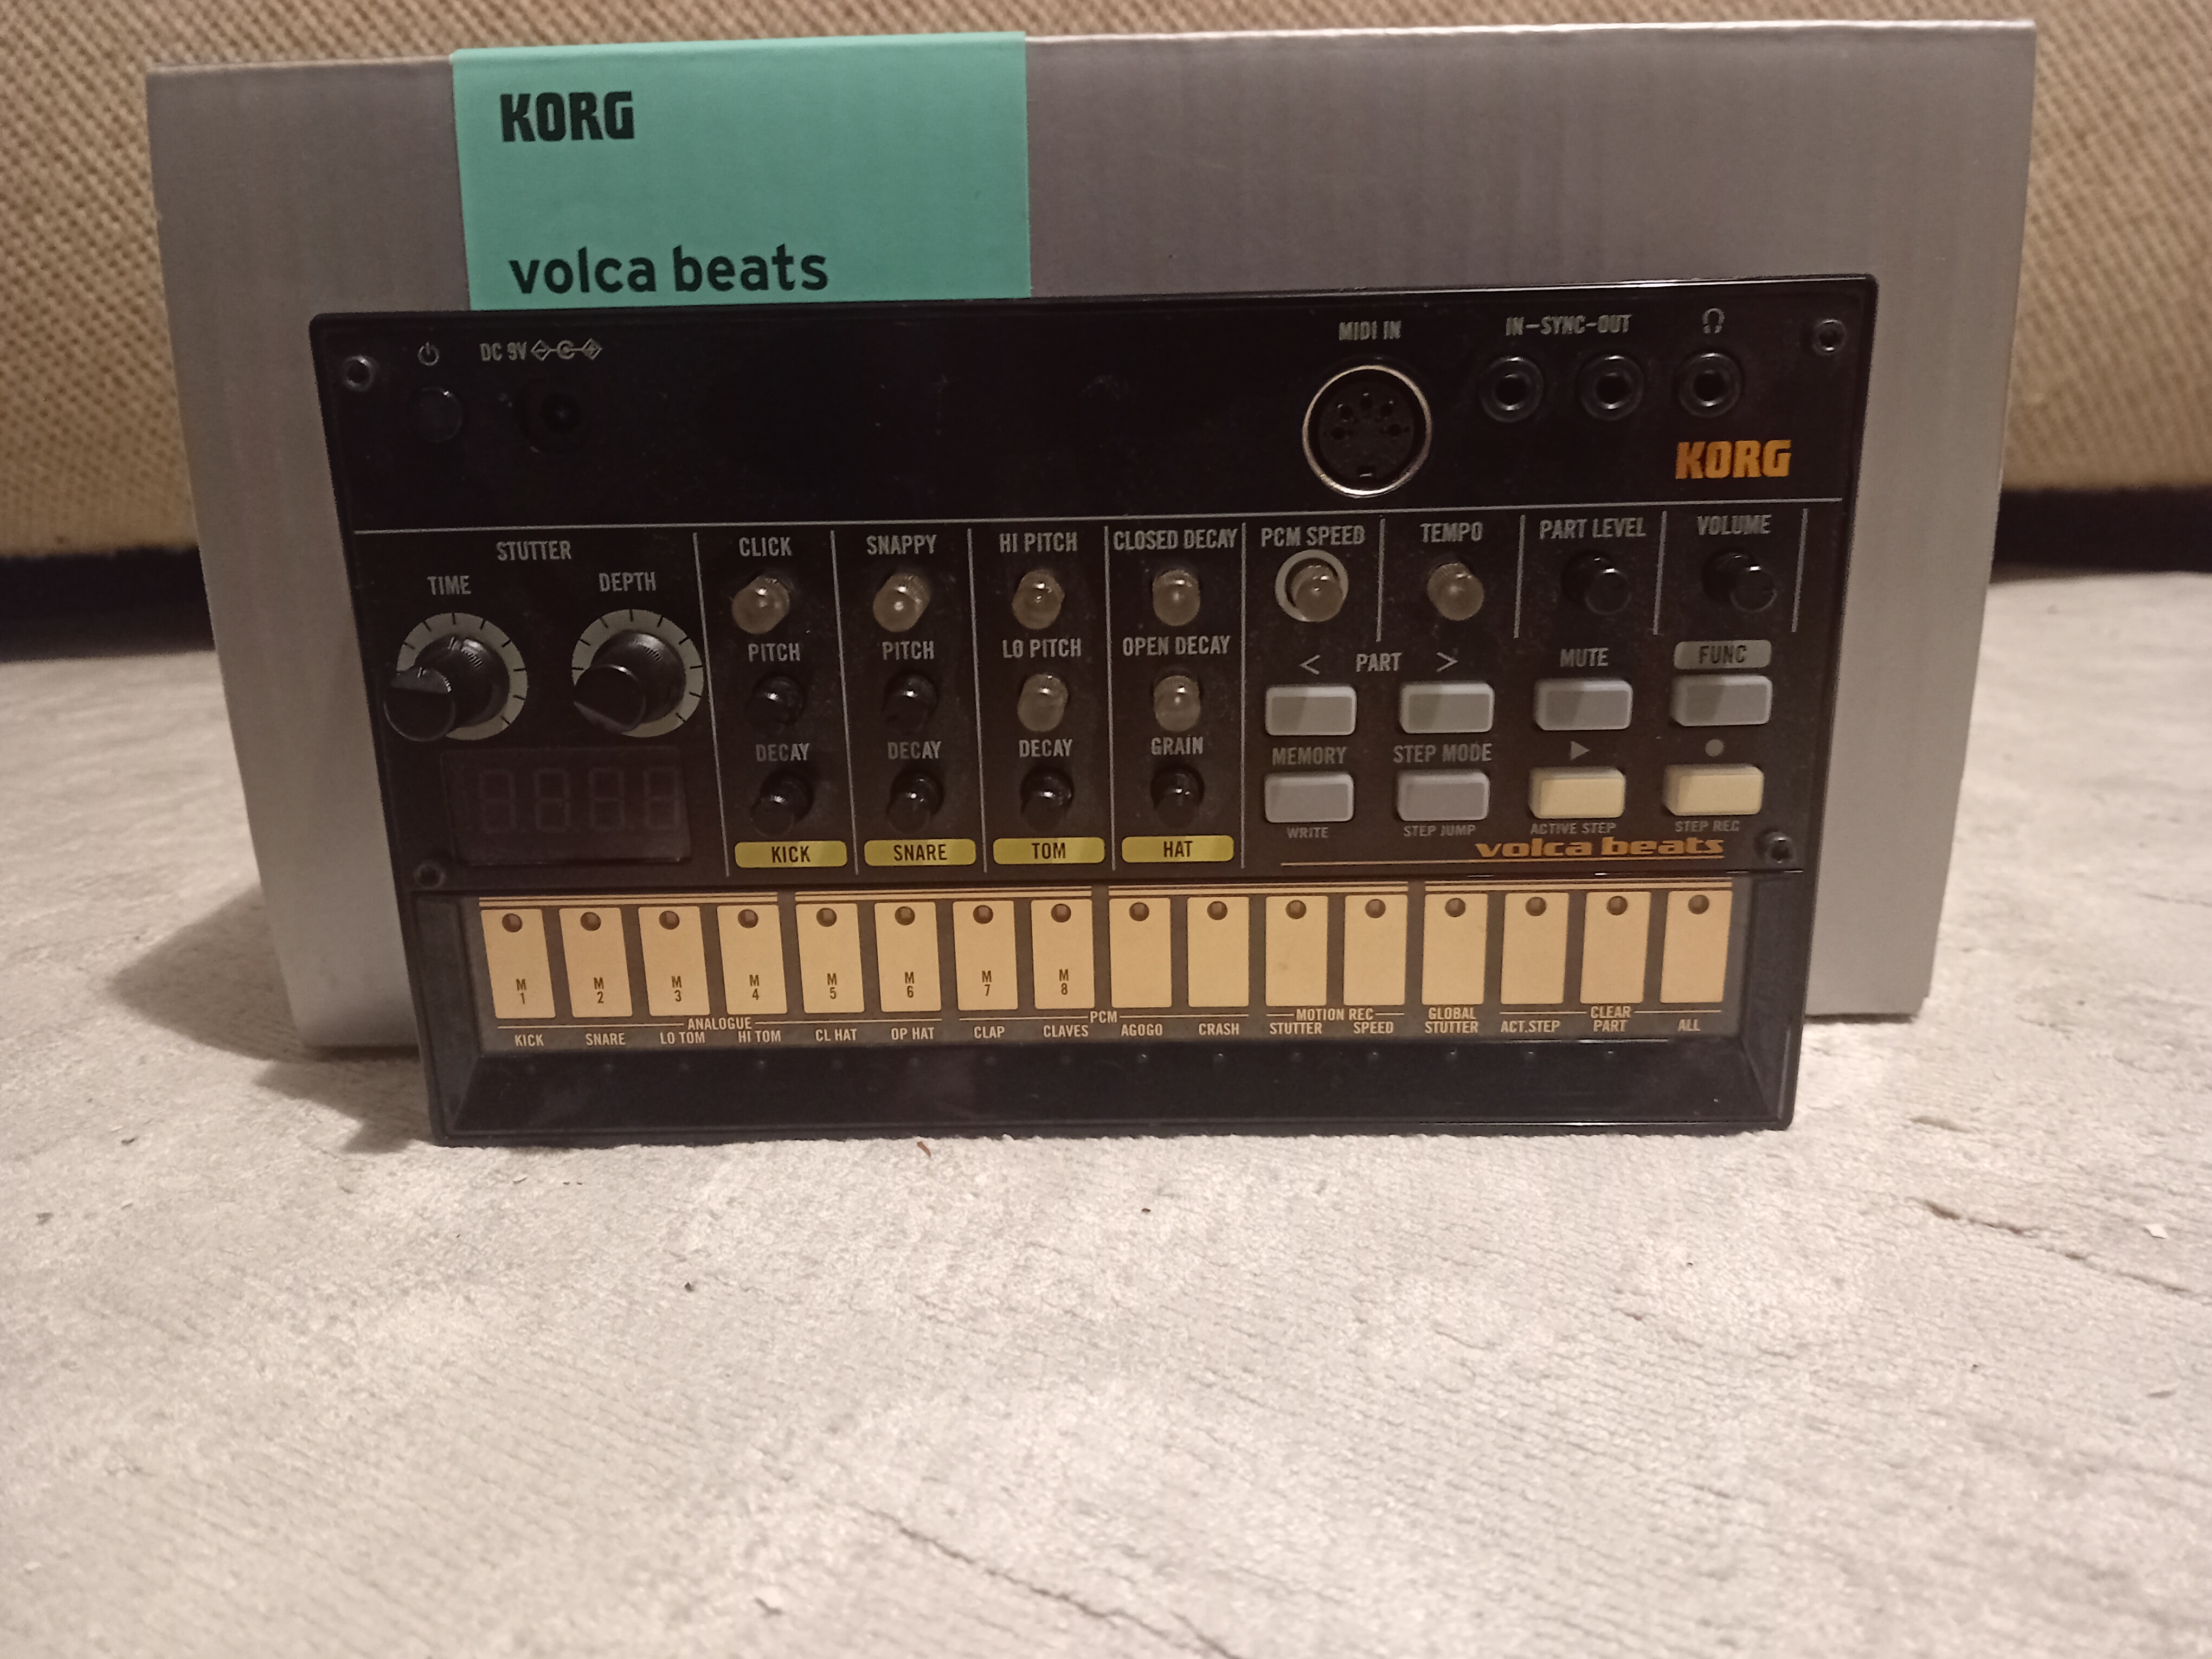 KORG
volca beats
DC 9V
MIDI IN
IN-SYNC-OUT
KORG
STUTTER
TIME
DEPTH
CLICK
SNAPPY
HI PITCH
CLOSED DECAY
PCM SPEED
TEMPO
PART LEVEL
VOLUME
PITCH
PITCH
LO PITCH
OPEN DECAY
< PART >
MUTE
FUNC
DECAY
DECAY
DECAY
GRAIN
MEMORY
STEP MODE
WRITE
STEP JUMP
ACTIVE STEP
STEP REC
KICK
SNARE
TOM
HAT
volca beats
M 1
M 2
M 3
M 4
M 5
M 6
M 7
M 8
ANALOGUE
PCM
MOTION REC
GLOBAL
CLEAR
KICK
SNARE
LO TOM
HI TOM
CL HAT
OP HAT
CLAP
CLAVES
AGOGO
CRASH
STUTTER
SPEED
STUTTER
ACT.STEP
PART
ALL